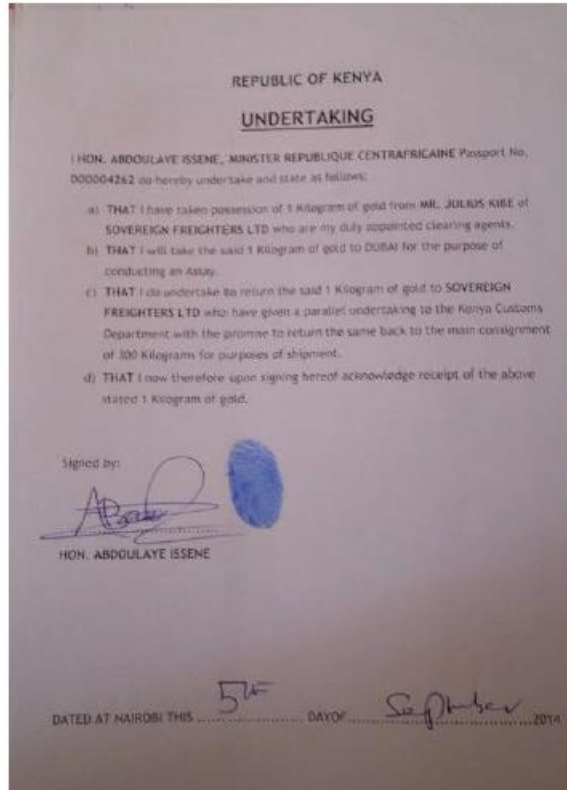 REPUBLIC OF KENYA
UNDERTAKING
I HON. ABDOULAYE ISSENE, MINISTER REPUBLIQUE CENTRAFRICAINE Passport No.
D00004262 do hereby undertake and state as follows:
a) THAT I have taken possession of 1 Kilogram of gold from MR. JULIUS KIBE of
SOVEREIGN FREIGHTERS LTD who are my duly appointed clearing agents.
b) THAT I will take the said 1 Kilogram of gold to DUBAI for the purpose of
conducting an Assay.
c) THAT I do undertake to return the said 1 Kilogram of gold to SOVEREIGN
FREIGHTERS LTD who have given a parallel undertaking to the Kenya Customs
Department with the promise to return the same back to the main consignment
of 300 Kilograms for purposes of shipment.
d) THAT I now therefore upon signing hereof acknowledge receipt of the above
stated 1 Kilogram of gold.
Signed by:
HON. ABDOULAYE ISSENE
DATED AT NAIROBI THIS 5th DAY OF September 2014